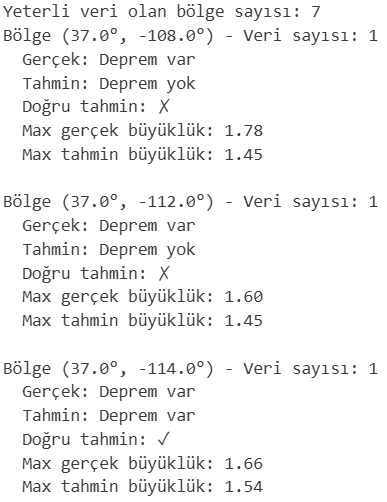 Yeterli veri olan bölge sayısı: 7
Bölge (37.0°, -108.0°) - Veri sayısı: 1
Gerçek: Deprem var
Tahmin: Deprem yok
Doğru tahmin: ✗
Max gerçek büyüklük: 1.78
Max tahmin büyüklük: 1.45
Bölge (37.0°, -112.0°) - Veri sayısı: 1
Gerçek: Deprem var
Tahmin: Deprem yok
Doğru tahmin: ✗
Max gerçek büyüklük: 1.60
Max tahmin büyüklük: 1.45
Bölge (37.0°, -114.0°) - Veri sayısı: 1
Gerçek: Deprem var
Tahmin: Deprem var
Doğru tahmin: ✓
Max gerçek büyüklük: 1.66
Max tahmin büyüklük: 1.54